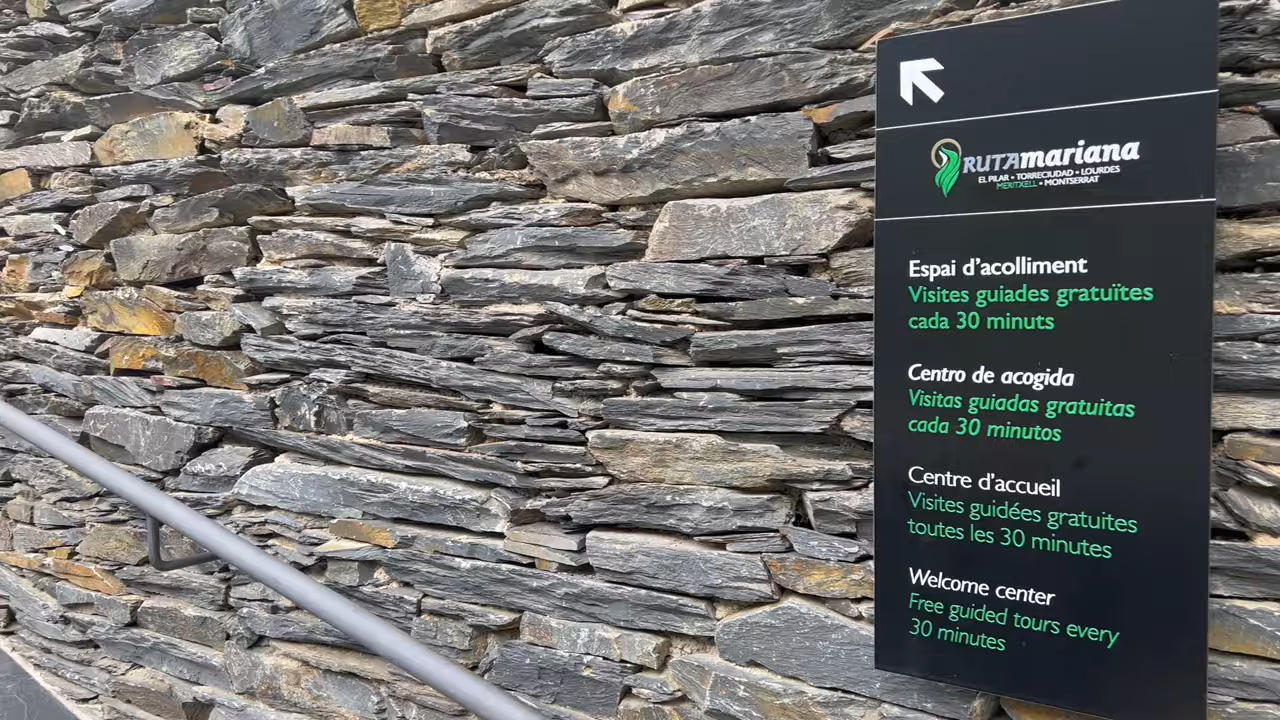 RUTAmariana
EL PILAR • TORRECIUDAD • LOURDES
MERITXELL • MONTSERRAT
Espai d'acolliment
Visites guiades gratuïtes
cada 30 minuts
Centro de acogida
Visitas guiadas gratuitas
cada 30 minutos
Centre d'accueil
Visites guidées gratuites
toutes les 30 minutes
Welcome center
Free guided tours every
30 minutes